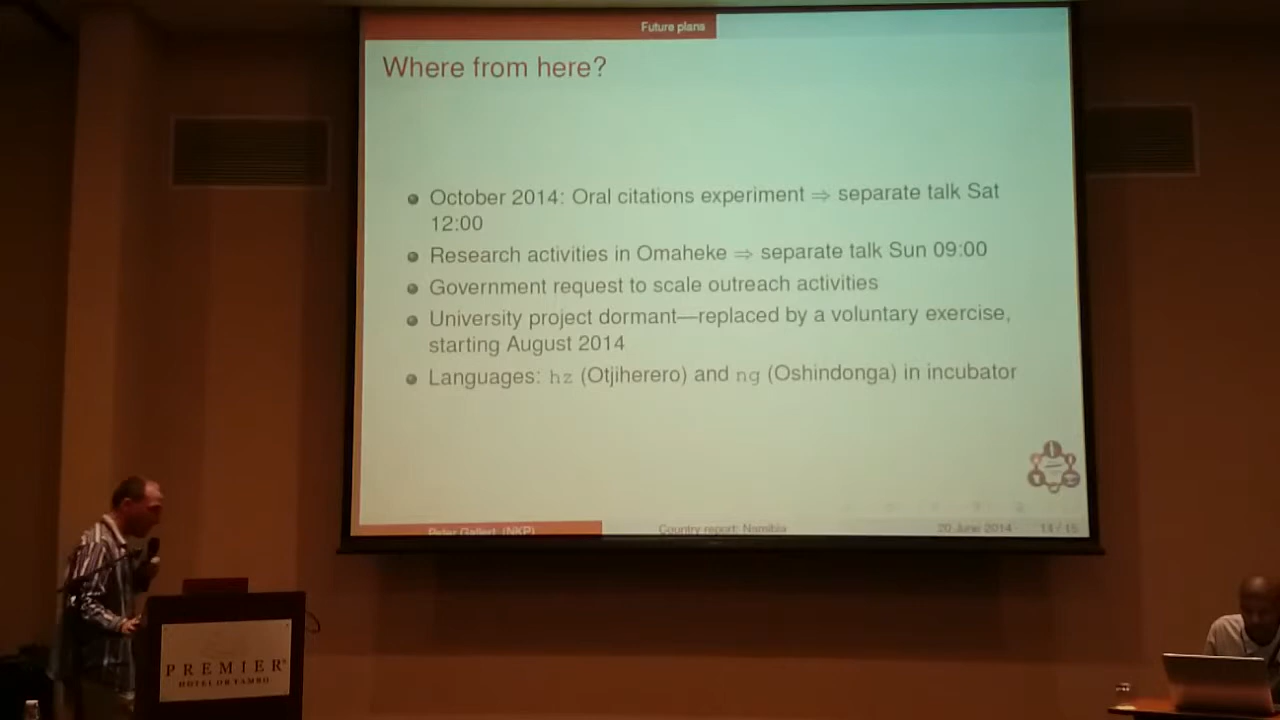 Future plans
Where from here?
October 2014: Oral citations experiment ⇒ separate talk Sat
12:00
Research activities in Omaheke ⇒ separate talk Sun 09:00
Government request to scale outreach activities
University project dormant—replaced by a voluntary exercise,
starting August 2014
Languages: hz (Otjiherero) and ng (Oshindonga) in incubator
Peter Gallert (NKP) Country report: Namibia 20 June 2014 14 / 15
PREMIER
HOTEL OR TAMBO